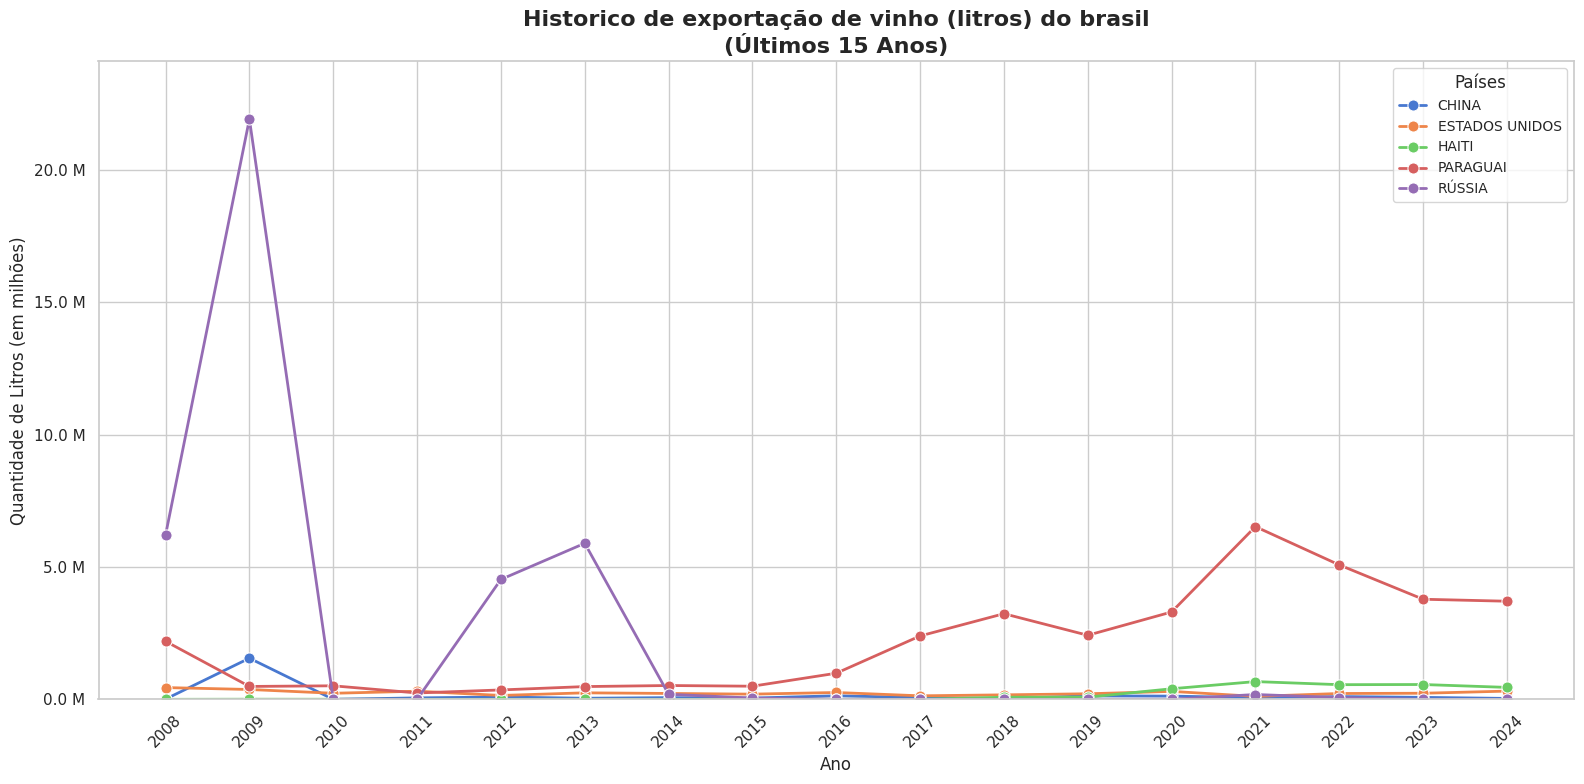 Historico de exportação de vinho (litros) do brasil
(Últimos 15 Anos)
Países
CHINA
ESTADOS UNIDOS
HAITI
PARAGUAI
RÚSSIA
Quantidade de Litros (em milhões)
20.0 M
15.0 M
10.0 M
5.0 M
0.0 M
2008
2009
2010
2011
2012
2013
2014
2015
2016
2017
2018
2019
2020
2021
2022
2023
2024
Ano